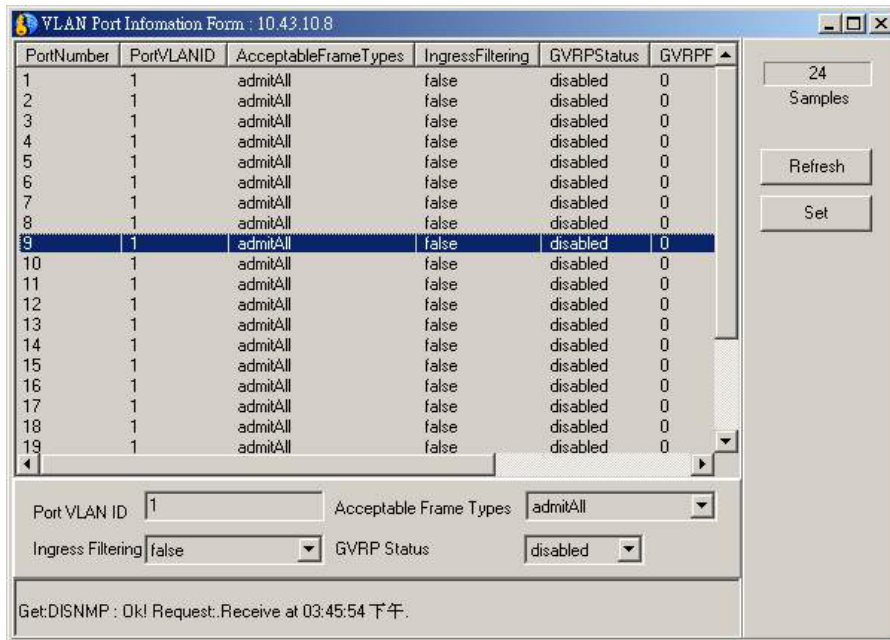 VLAN Port Infomation Form : 10.43.10.8
PortNumber PortVLANID AcceptableFrameTypes IngressFiltering GVRPStatus GVRPF
1 1 admitAll false disabled 0
2 1 admitAll false disabled 0
3 1 admitAll false disabled 0
4 1 admitAll false disabled 0
5 1 admitAll false disabled 0
6 1 admitAll false disabled 0
7 1 admitAll false disabled 0
8 1 admitAll false disabled 0
9 1 admitAll false disabled 0
10 1 admitAll false disabled 0
11 1 admitAll false disabled 0
12 1 admitAll false disabled 0
13 1 admitAll false disabled 0
14 1 admitAll false disabled 0
15 1 admitAll false disabled 0
16 1 admitAll false disabled 0
17 1 admitAll false disabled 0
18 1 admitAll false disabled 0
19 1 admitAll false disabled 0
24
Samples
Refresh
Set
Port VLAN ID 1 Acceptable Frame Types admitAll
Ingress Filtering false GVRP Status disabled
Get:DISNMP : Ok! Request:.Receive at 03:45:54 下午.